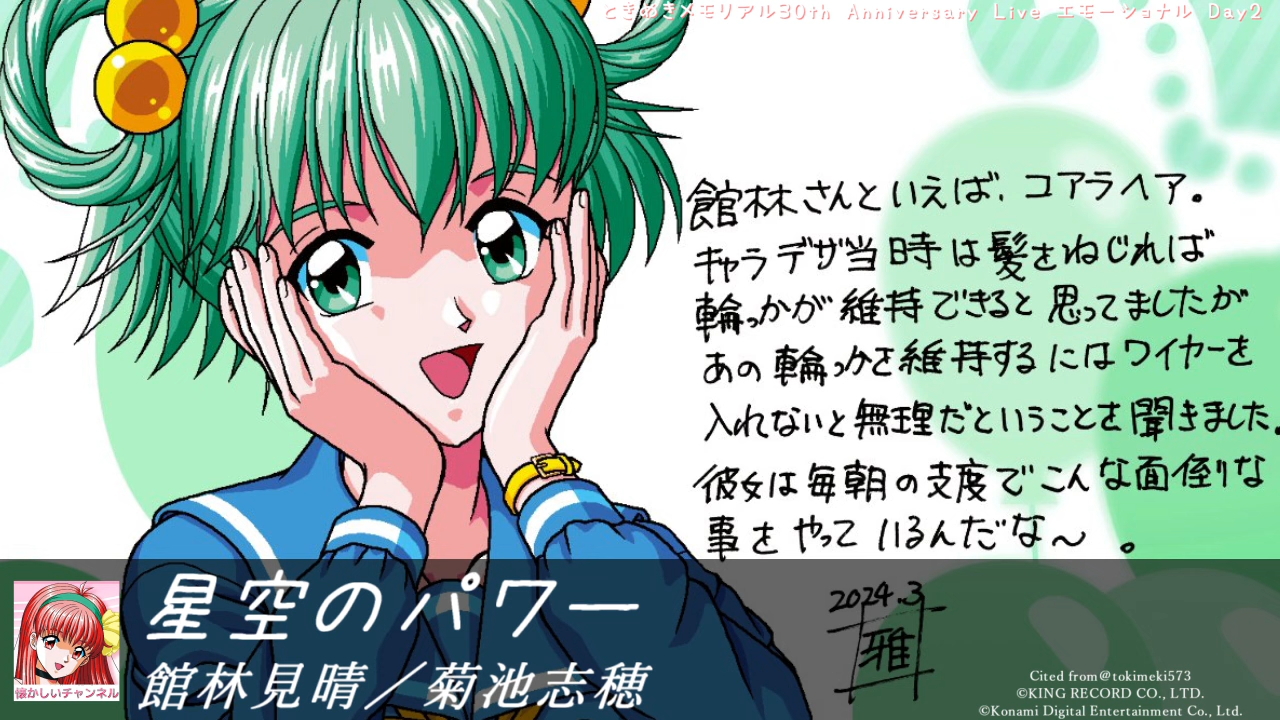 ときめきメモリアル30th Anniversary Live エモーショナル Day2
館林さんといえば、コアラヘア。
キャラデザ当時は髪をねじれば
輪っかが維持できると思ってましたが
あの輪っかを維持するにはワイヤーを
入れないと無理だということを聞きました。
彼女は毎朝の支度でこんな面倒な
事をやっているんだな〜。
2024.3
雅
星空のパワー
館林見晴／菊池志穂
懐かしいチャンネル
Cited from@tokimeki573
©KING RECORD CO., LTD.
©Konami Digital Entertainment Co., Ltd.